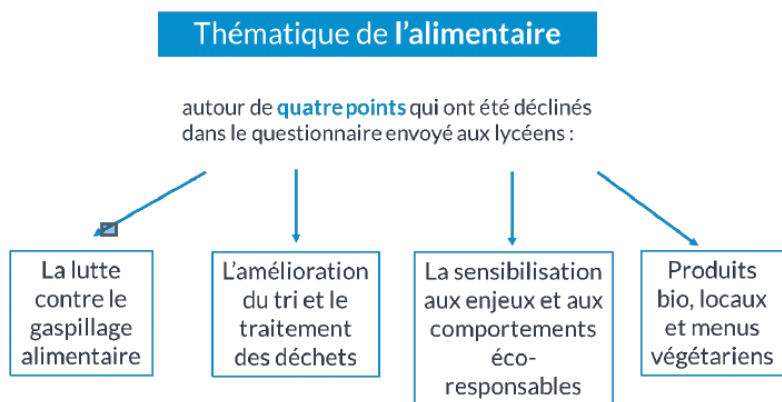 Thématique de l'alimentaire
autour de quatre points qui ont été déclinés
dans le questionnaire envoyé aux lycéens :
La lutte
contre le
gaspillage
alimentaire
L'amélioration
du tri et le
traitement
des déchets
La sensibilisation
aux enjeux et aux
comportements
éco-
responsables
Produits
bio, locaux
et menus
végétariens